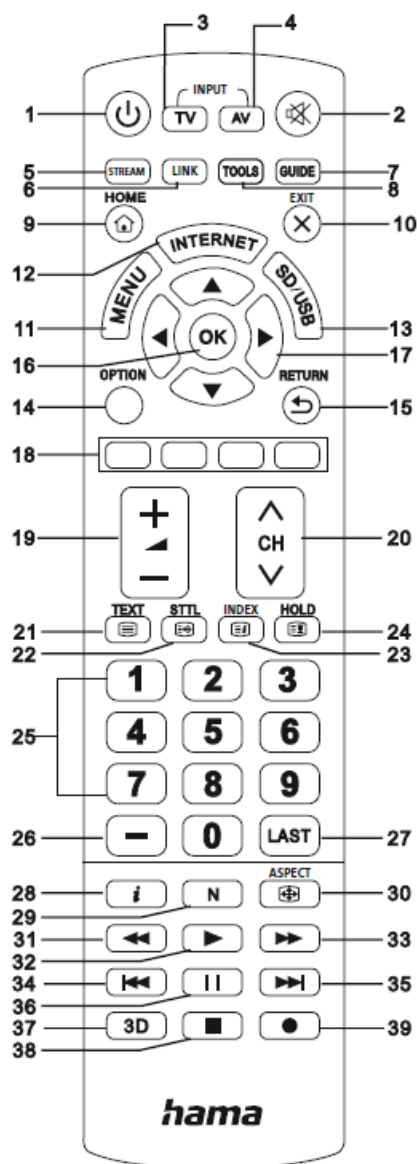 3 4
INPUT
1 TV AV 2
5 STREAM LINK TOOLS GUIDE 7
6 8
HOME EXIT
9 10
12 INTERNET
11 MENU SD/USB 13
16 OK 17
OPTION RETURN
14 15
18
19 CH 20
TEXT STTL INDEX HOLD
21 24
22 23
1 2 3
25 4 5 6
7 8 9
26 − 0 LAST 27
ASPECT
28 i N 30
29
31 33
32
34 35
36
37 3D 39
38
hama